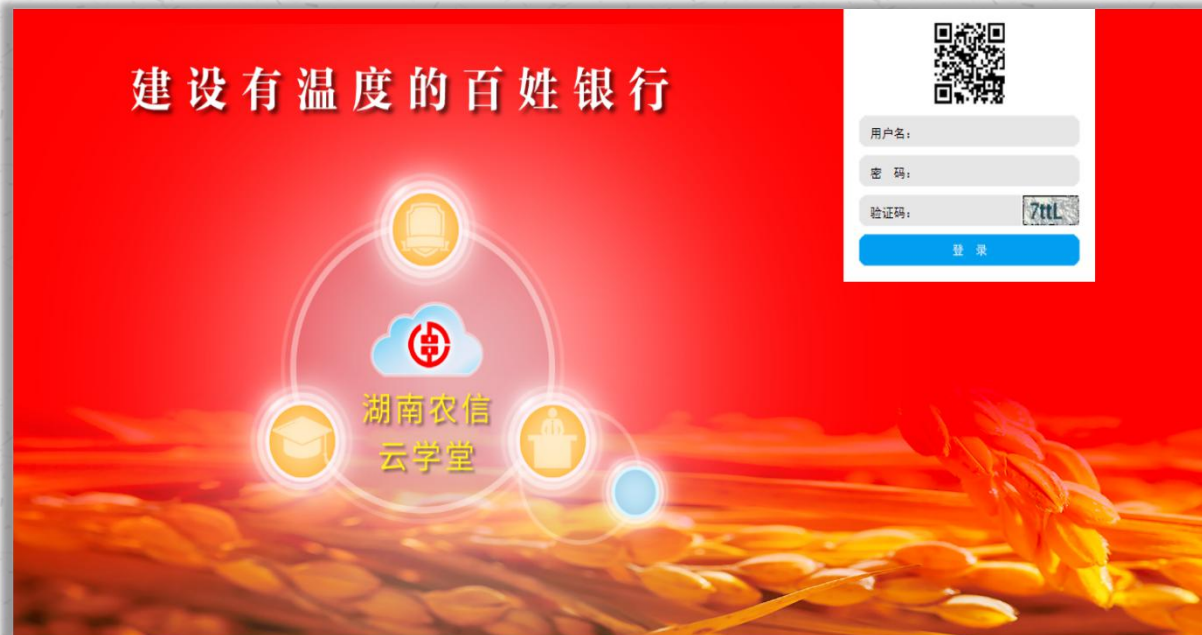 建设有温度的百姓银行
用户名：
密 码：
验证码：
7ttL
登 录
湖南农信
云学堂